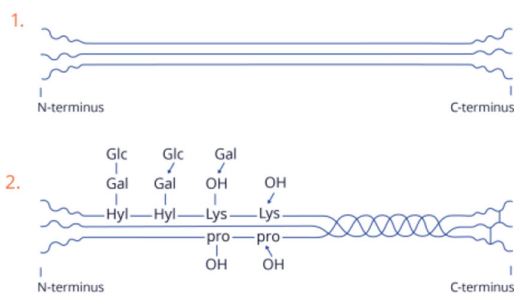 1.
N-terminus C-terminus
Glc Glc Gal
2. Gal Gal OH OH
Hyl Hyl Lys Lys
pro pro
OH OH
N-terminus C-terminus